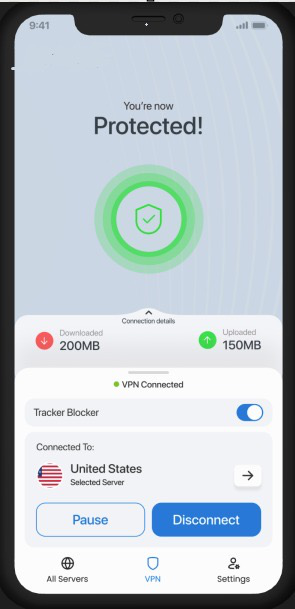 9:41
You're now
Protected!
Connection details
Downloaded
200MB
Uploaded
150MB
VPN Connected
Tracker Blocker
Connected To:
United States
Selected Server
Pause
Disconnect
All Servers
VPN
Settings